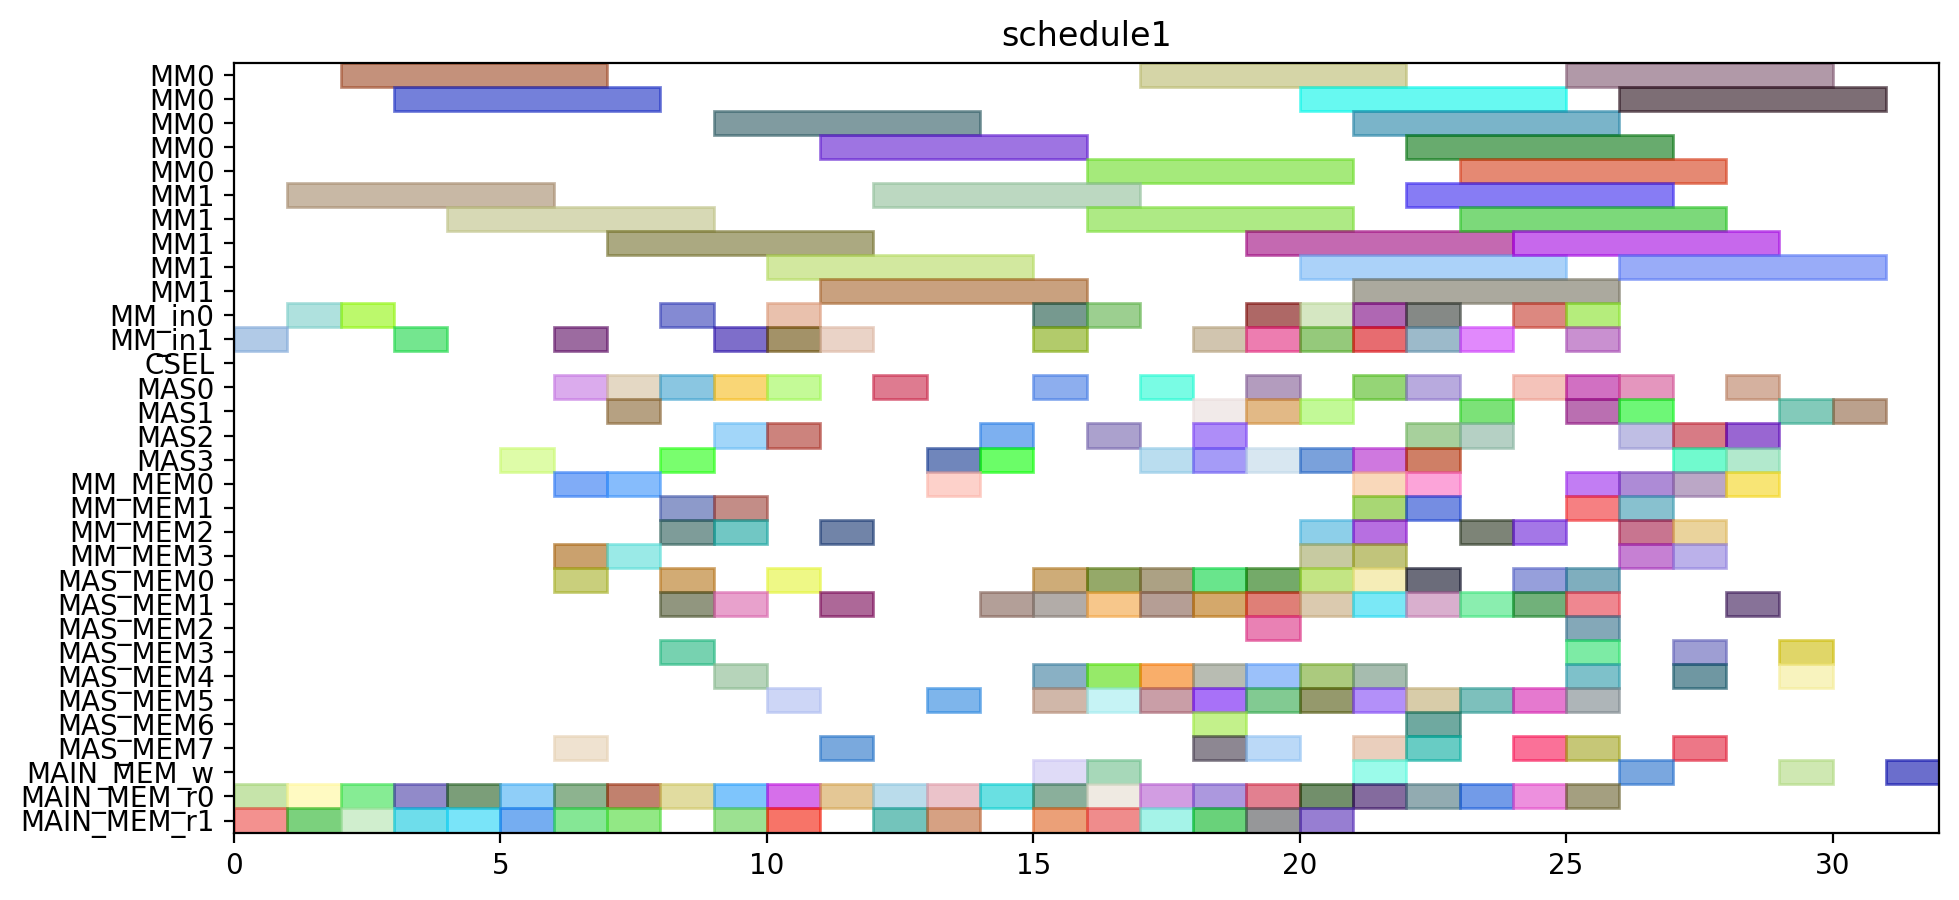 schedule1
MM0
MM0
MM0
MM0
MM0
MM1
MM1
MM1
MM1
MM1
MM_in0
MM_in1
CSEL
MAS0
MAS1
MAS2
MAS3
MM_MEM0
MM_MEM1
MM_MEM2
MM_MEM3
MAS_MEM0
MAS_MEM1
MAS_MEM2
MAS_MEM3
MAS_MEM4
MAS_MEM5
MAS_MEM6
MAS_MEM7
MAIN_MEM_w
MAIN_MEM_r0
MAIN_MEM_r1
0 5 10 15 20 25 30